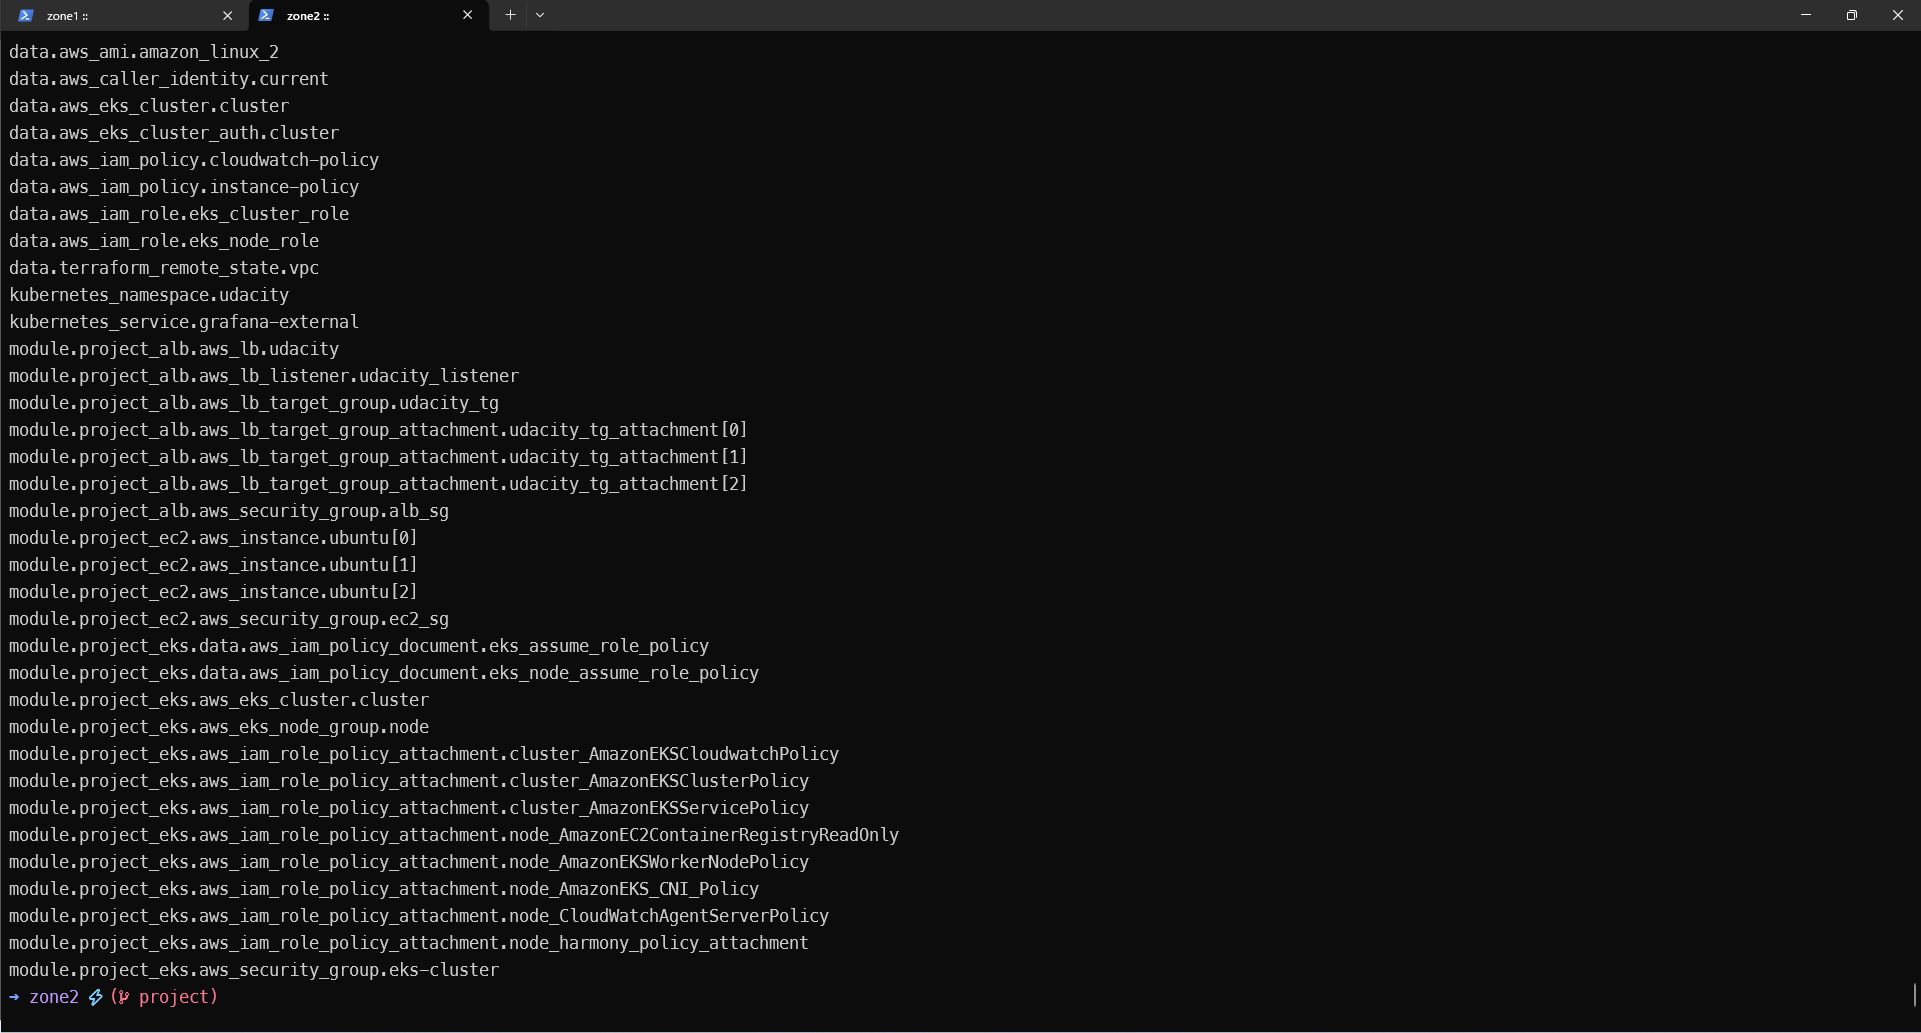 zone1 ::
zone2 ::
data.aws_ami.amazon_linux_2
data.aws_caller_identity.current
data.aws_eks_cluster.cluster
data.aws_eks_cluster_auth.cluster
data.aws_iam_policy.cloudwatch-policy
data.aws_iam_policy.instance-policy
data.aws_iam_role.eks_cluster_role
data.aws_iam_role.eks_node_role
data.terraform_remote_state.vpc
kubernetes_namespace.udacity
kubernetes_service.grafana-external
module.project_alb.aws_lb.udacity
module.project_alb.aws_lb_listener.udacity_listener
module.project_alb.aws_lb_target_group.udacity_tg
module.project_alb.aws_lb_target_group_attachment.udacity_tg_attachment[0]
module.project_alb.aws_lb_target_group_attachment.udacity_tg_attachment[1]
module.project_alb.aws_lb_target_group_attachment.udacity_tg_attachment[2]
module.project_alb.aws_security_group.alb_sg
module.project_ec2.aws_instance.ubuntu[0]
module.project_ec2.aws_instance.ubuntu[1]
module.project_ec2.aws_instance.ubuntu[2]
module.project_ec2.aws_security_group.ec2_sg
module.project_eks.data.aws_iam_policy_document.eks_assume_role_policy
module.project_eks.data.aws_iam_policy_document.eks_node_assume_role_policy
module.project_eks.aws_eks_cluster.cluster
module.project_eks.aws_eks_node_group.node
module.project_eks.aws_iam_role_policy_attachment.cluster_AmazonEKSCloudwatchPolicy
module.project_eks.aws_iam_role_policy_attachment.cluster_AmazonEKSClusterPolicy
module.project_eks.aws_iam_role_policy_attachment.cluster_AmazonEKSServicePolicy
module.project_eks.aws_iam_role_policy_attachment.node_AmazonEC2ContainerRegistryReadOnly
module.project_eks.aws_iam_role_policy_attachment.node_AmazonEKSWorkerNodePolicy
module.project_eks.aws_iam_role_policy_attachment.node_AmazonEKS_CNI_Policy
module.project_eks.aws_iam_role_policy_attachment.node_CloudWatchAgentServerPolicy
module.project_eks.aws_iam_role_policy_attachment.node_harmony_policy_attachment
module.project_eks.aws_security_group.eks-cluster
➜ zone2 ⚡ ( project)